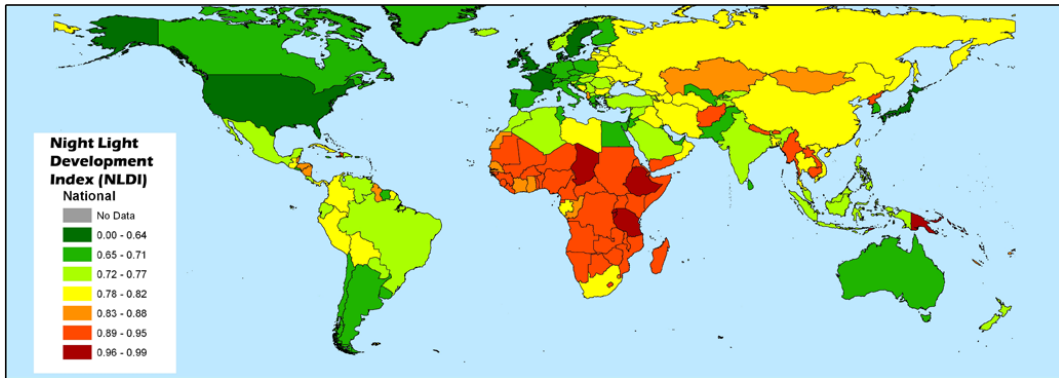 Night Light
Development
Index (NLDI)
National
No Data
0.00 - 0.64
0.65 - 0.71
0.72 - 0.77
0.78 - 0.82
0.83 - 0.88
0.89 - 0.95
0.96 - 0.99